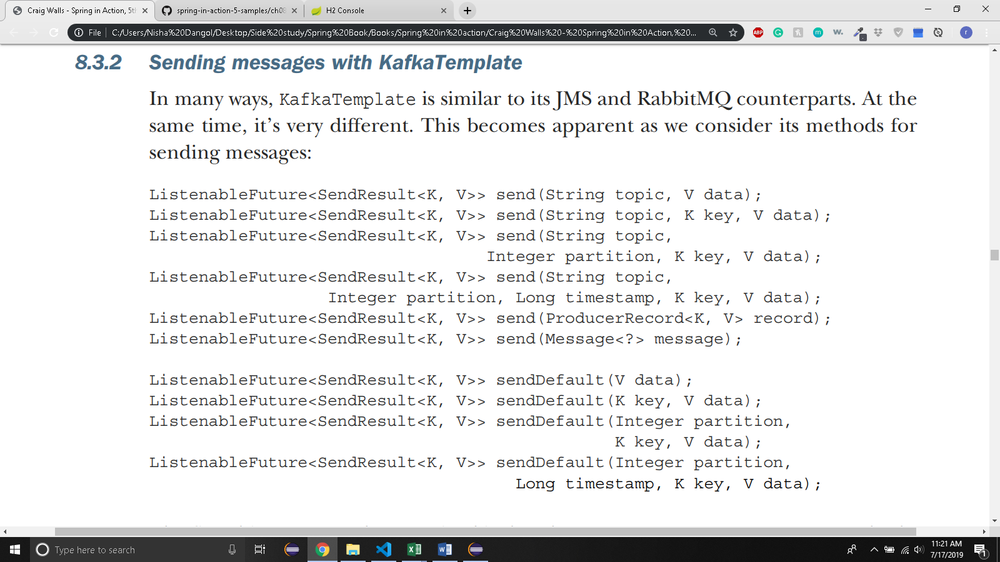 Craig Walls - Spring in Action, 5th
spring-in-action-5-samples/ch08
H2 Console
File
C:/Users/Nisha%20Dangol/Desktop/Side%20study/Spring%20Book/Books/Spring%20in%20action/Craig%20Walls%20-%20Spring%20in%20Action,%20...
ABP
G
H
m
w.
r
8.3.2 Sending messages with KafkaTemplate
In many ways, KafkaTemplate is similar to its JMS and RabbitMQ counterparts. At the
same time, it’s very different. This becomes apparent as we consider its methods for
sending messages:
ListenableFuture<SendResult<K, V>> send(String topic, V data);
ListenableFuture<SendResult<K, V>> send(String topic, K key, V data);
ListenableFuture<SendResult<K, V>> send(String topic,
Integer partition, K key, V data);
ListenableFuture<SendResult<K, V>> send(String topic,
Integer partition, Long timestamp, K key, V data);
ListenableFuture<SendResult<K, V>> send(ProducerRecord<K, V> record);
ListenableFuture<SendResult<K, V>> send(Message<?> message);
ListenableFuture<SendResult<K, V>> sendDefault(V data);
ListenableFuture<SendResult<K, V>> sendDefault(K key, V data);
ListenableFuture<SendResult<K, V>> sendDefault(Integer partition,
K key, V data);
ListenableFuture<SendResult<K, V>> sendDefault(Integer partition,
Long timestamp, K key, V data);
Type here to search
11:21 AM
7/17/2019
1